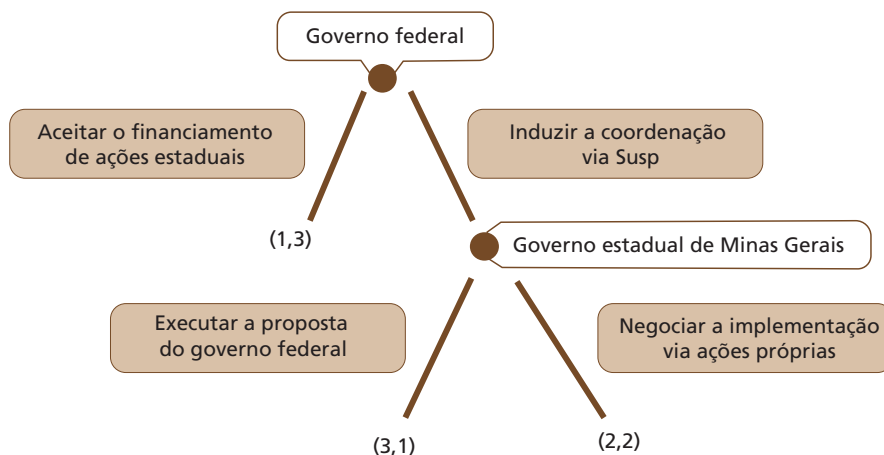 Governo federal
Aceitar o financiamento
de ações estaduais
Induzir a coordenação
via Susp
(1,3)
Governo estadual de Minas Gerais
Executar a proposta
do governo federal
Negociar a implementação
via ações próprias
(3,1)
(2,2)